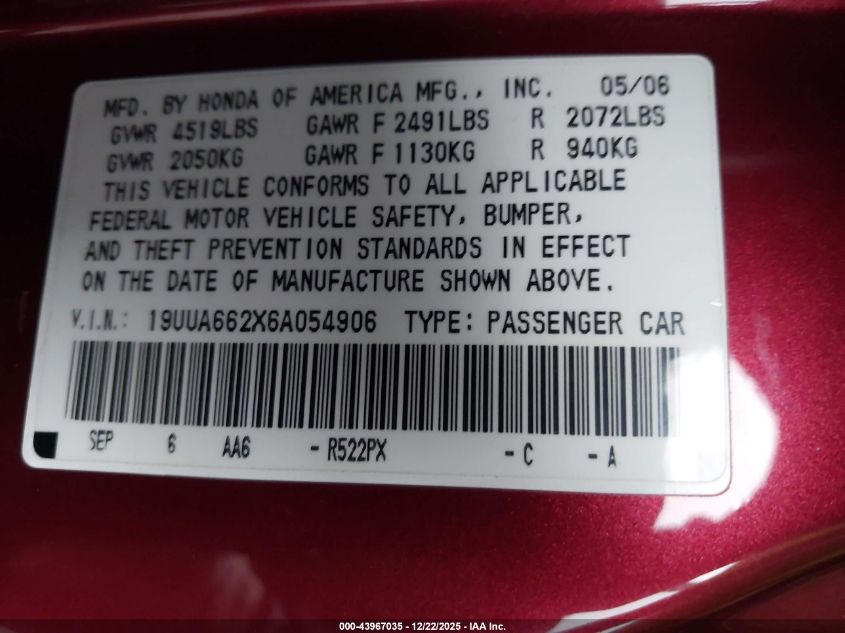 MFD. BY HONDA OF AMERICA MFG., INC. 05/06
GVWR 4519LBS GAWR F 2491LBS R 2072LBS
GVWR 2050KG GAWR F 1130KG R 940KG
THIS VEHICLE CONFORMS TO ALL APPLICABLE
FEDERAL MOTOR VEHICLE SAFETY, BUMPER,
AND THEFT PREVENTION STANDARDS IN EFFECT
ON THE DATE OF MANUFACTURE SHOWN ABOVE.
V.I.N.: 19UUA662X6A054906 TYPE: PASSENGER CAR
SEP 6 AA6 - R522PX - C - A
000-43967035 - 12/22/2025 - IAA Inc.